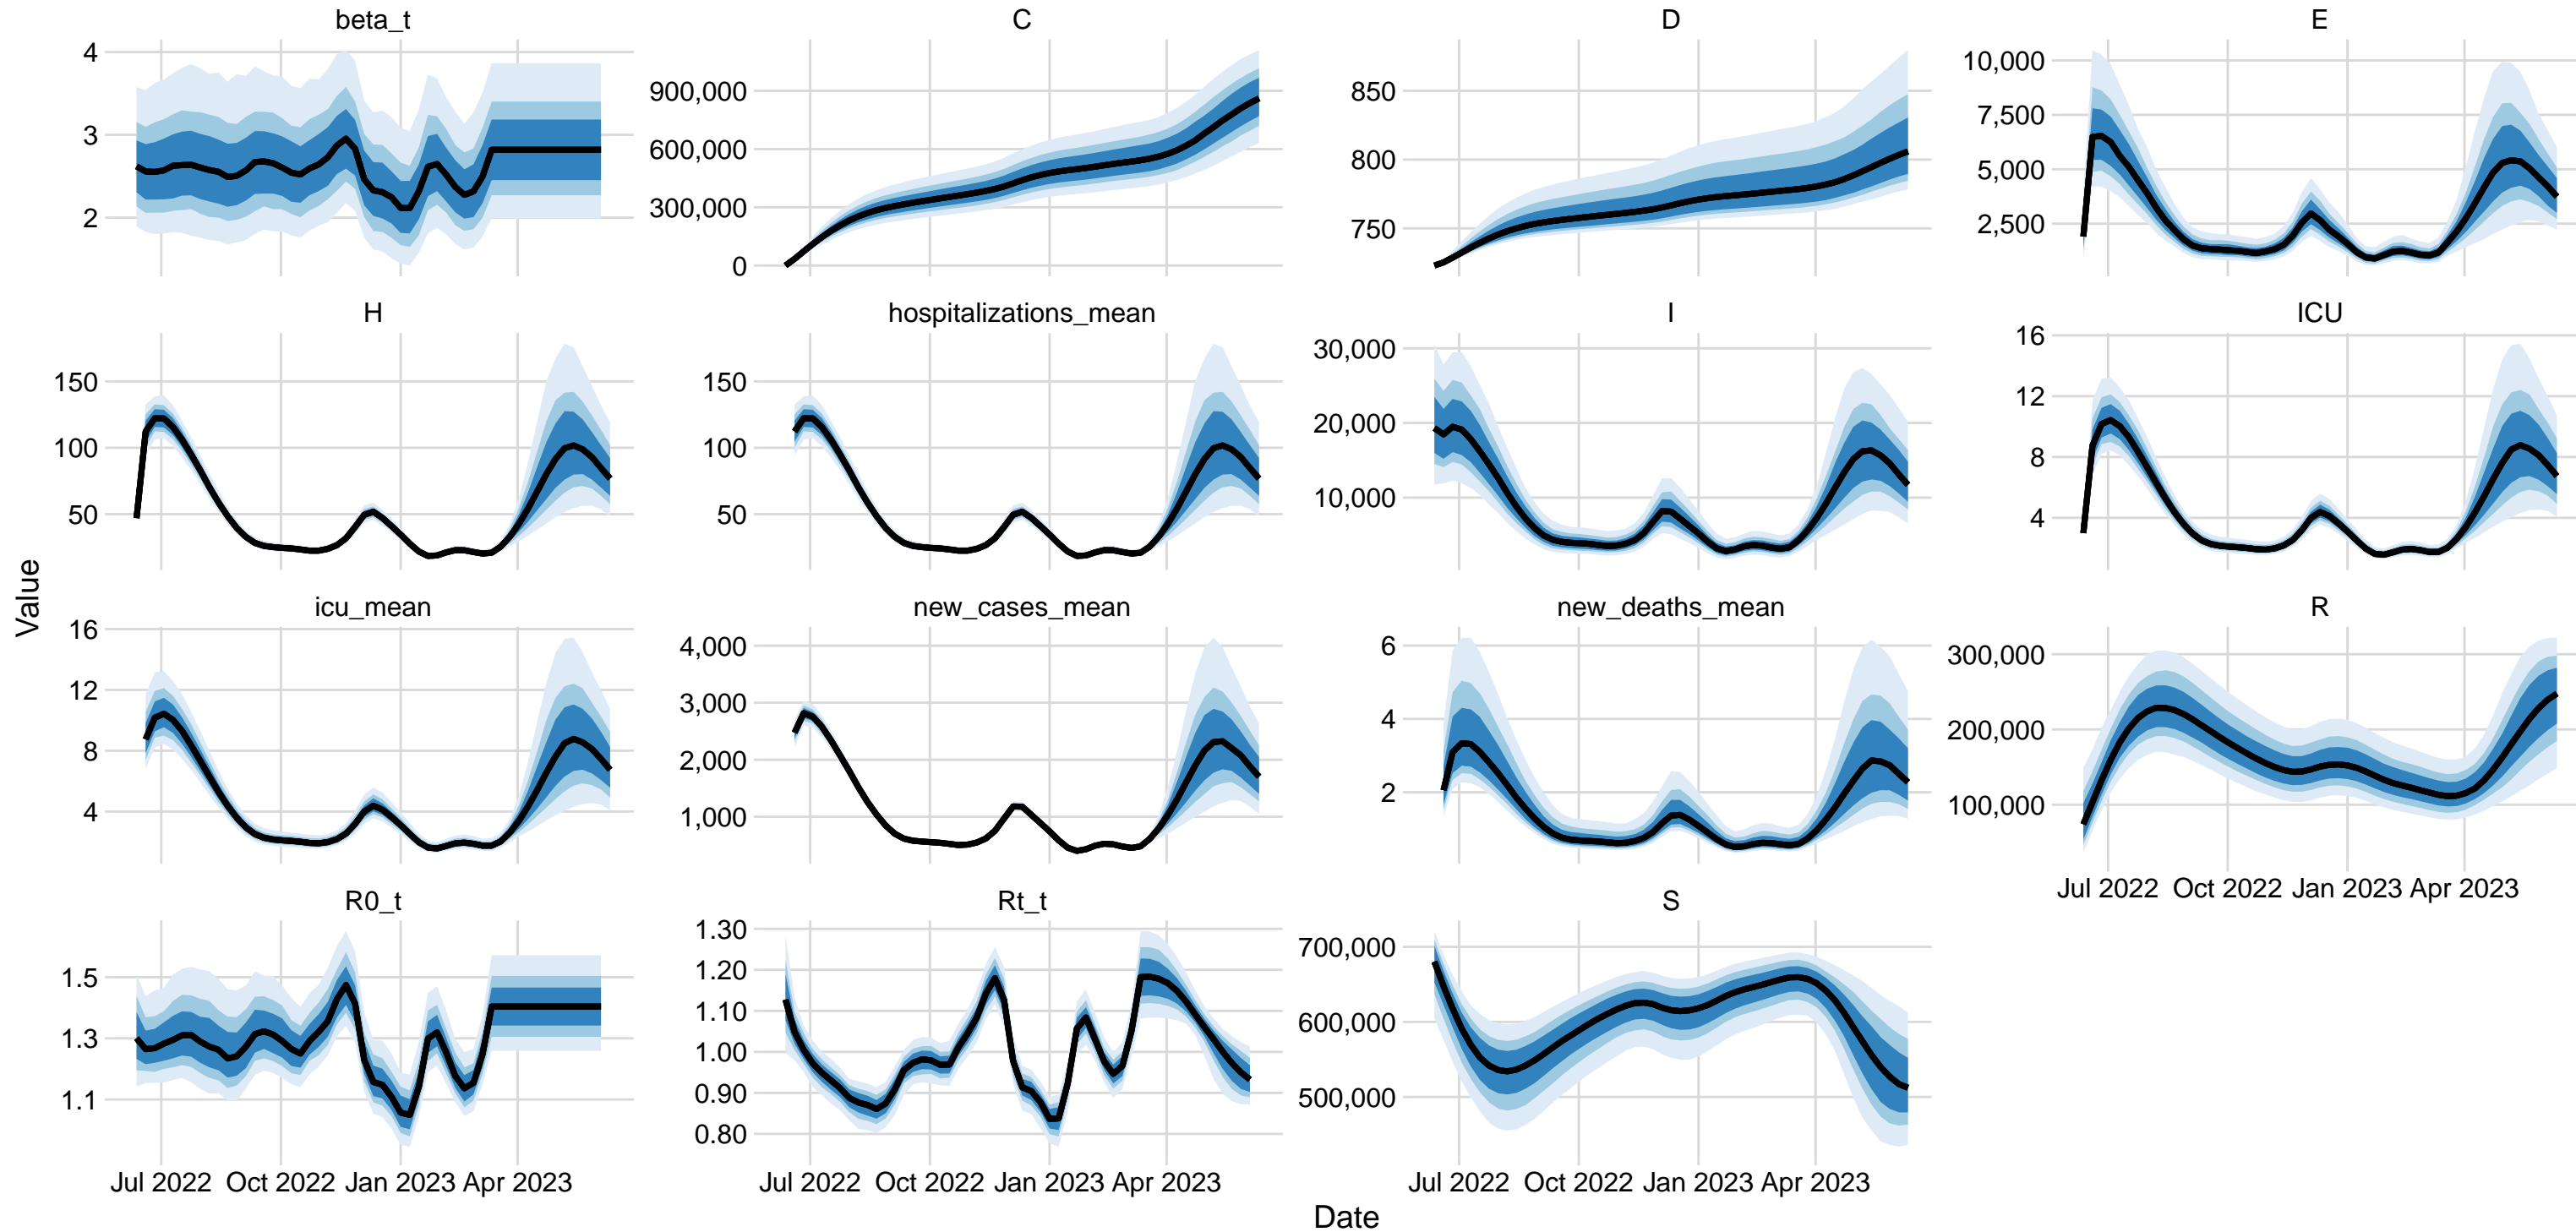 beta_t
4
3
2
C
900,000
600,000
300,000
0
D
850
800
750
E
10,000
7,500
5,000
2,500
H
150
100
50
hospitalizations_mean
150
100
50
I
30,000
20,000
10,000
ICU
16
12
8
4
Value
icu_mean
16
12
8
4
new_cases_mean
4,000
3,000
2,000
1,000
new_deaths_mean
6
4
2
R
300,000
200,000
100,000
Jul 2022 Oct 2022 Jan 2023 Apr 2023
R0_t
1.5
1.3
1.1
Jul 2022 Oct 2022 Jan 2023 Apr 2023
Rt_t
1.30
1.20
1.10
1.00
0.90
0.80
Jul 2022 Oct 2022 Jan 2023 Apr 2023
S
700,000
600,000
500,000
Jul 2022 Oct 2022 Jan 2023 Apr 2023
Date